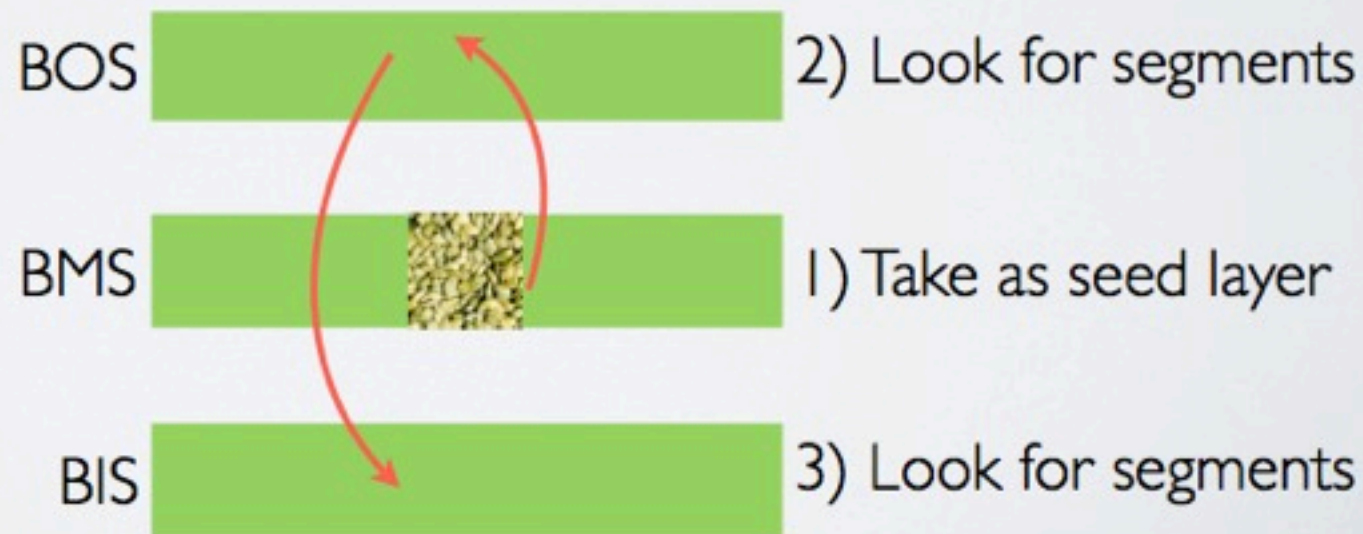 BOS 2) Look for segments
BMS 1) Take as seed layer
BIS 3) Look for segments